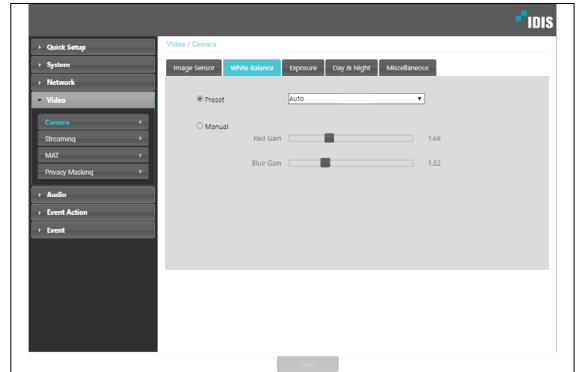 IDIS
Quick Setup
System
Network
Video
Camera
Streaming
MAT
Privacy Masking
Audio
Event Action
Event
Video / Camera
Image Sensor White Balance Exposure Day & Night Miscellaneous
Preset Auto
Manual
Red Gain 1.68
Blue Gain 1.52